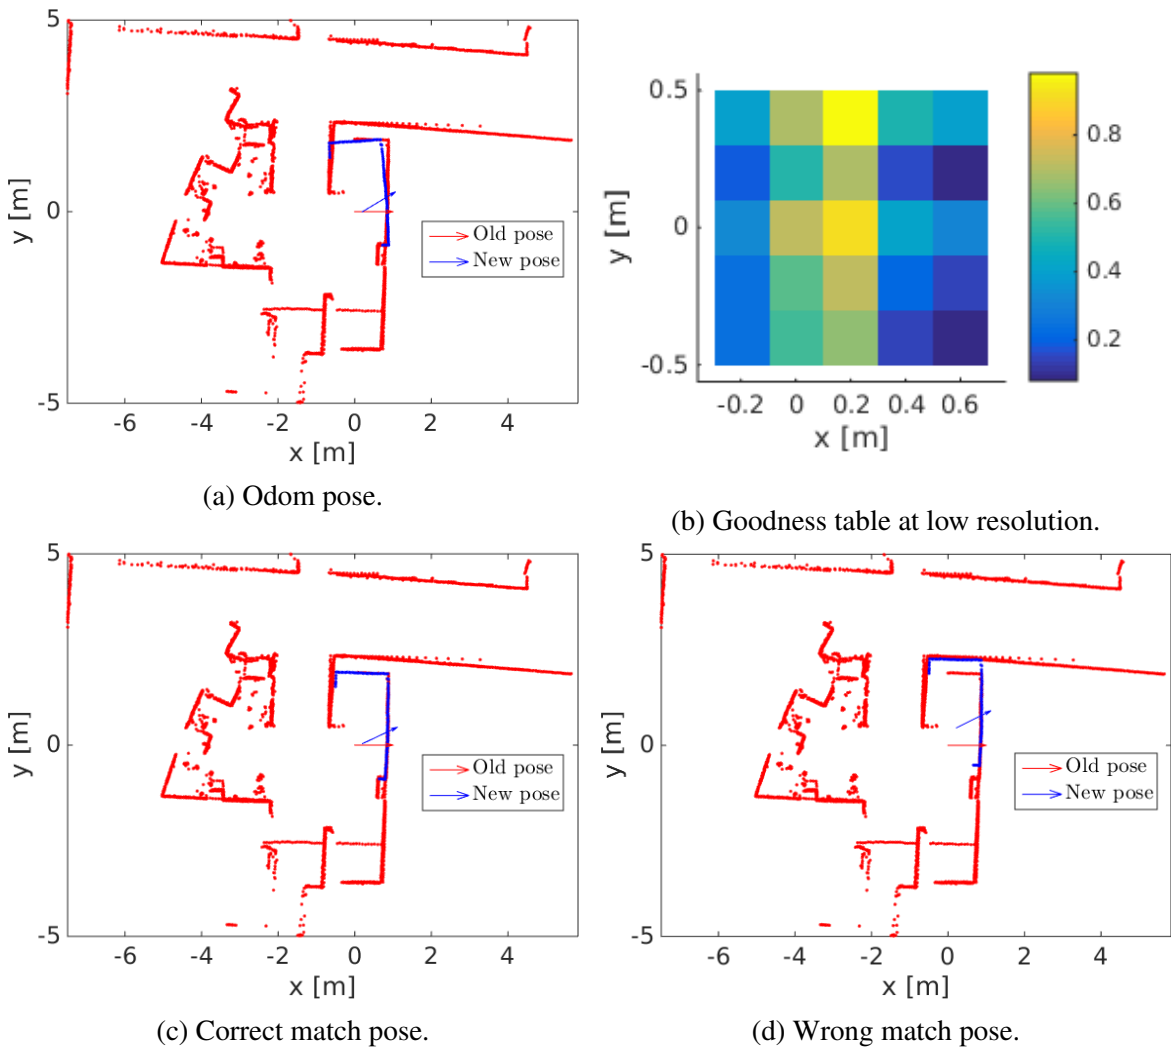 5
0
-5
y [m]
-6
-4
-2
0
2
4
x [m]
Old pose
New pose
(a) Odom pose.
0.5
0
-0.5
y [m]
-0.2
0
0.2
0.4
0.6
x [m]
0.8
0.6
0.4
0.2
(b) Goodness table at low resolution.
5
0
-5
y [m]
-6
-4
-2
0
2
4
x [m]
Old pose
New pose
(c) Correct match pose.
5
0
-5
y [m]
-6
-4
-2
0
2
4
x [m]
Old pose
New pose
(d) Wrong match pose.